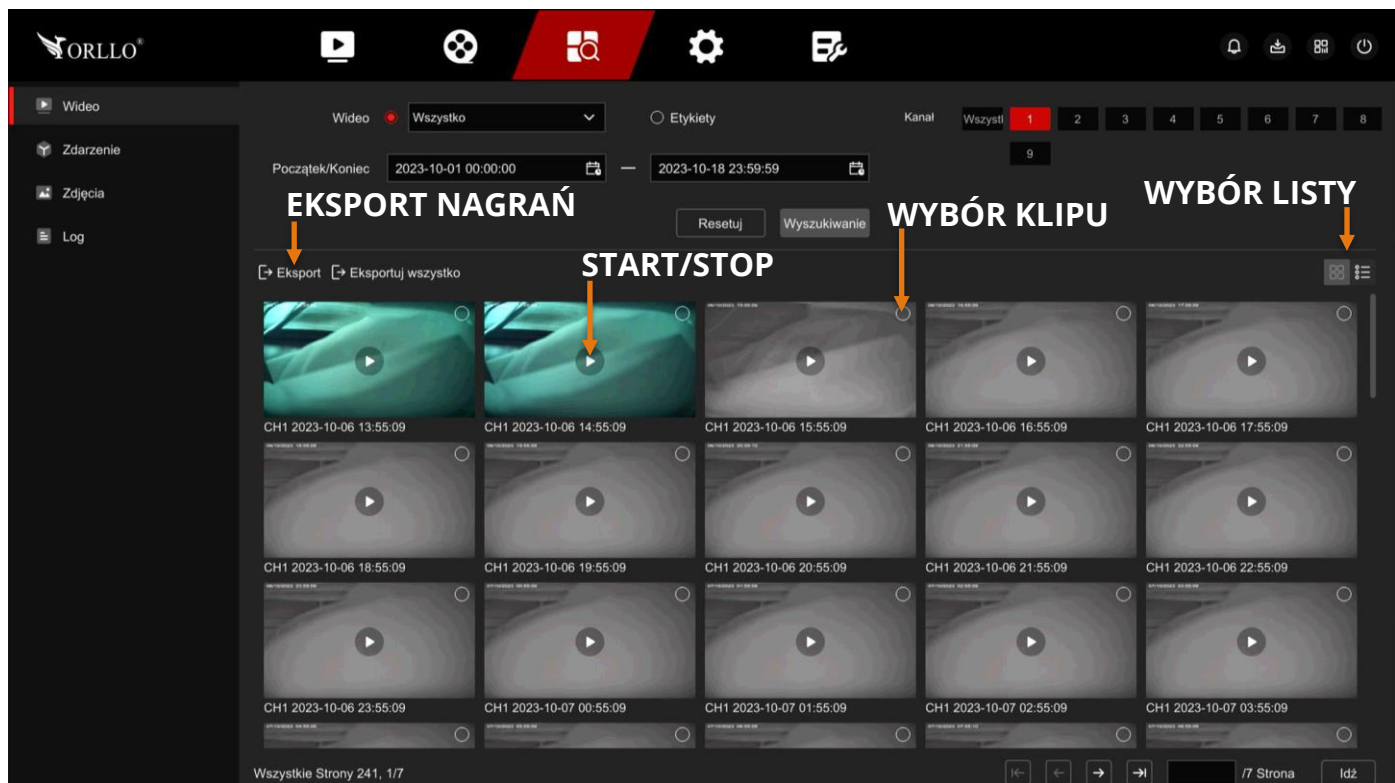 ORLLO®
Wideo
Zdarzenie
Zdjęcia
Log
Wideo Wszystko Etykiety Kanał Wszystl 1 2 3 4 5 6 7 8
9
Początek/Koniec 2023-10-01 00:00:00 — 2023-10-18 23:59:59
EKSPORT NAGRAŃ
WYBÓR KLIPU
WYBÓR LISTY
Resetuj Wyszukiwanie
START/STOP
Eksport Eksportuj wszystko
CH1 2023-10-06 13:55:09 CH1 2023-10-06 14:55:09 CH1 2023-10-06 15:55:09 CH1 2023-10-06 16:55:09 CH1 2023-10-06 17:55:09
CH1 2023-10-06 18:55:09 CH1 2023-10-06 19:55:09 CH1 2023-10-06 20:55:09 CH1 2023-10-06 21:55:09 CH1 2023-10-06 22:55:09
CH1 2023-10-06 23:55:09 CH1 2023-10-07 00:55:09 CH1 2023-10-07 01:55:09 CH1 2023-10-07 02:55:09 CH1 2023-10-07 03:55:09
Wszystkie Strony 241, 1/7 /7 Strona Idź